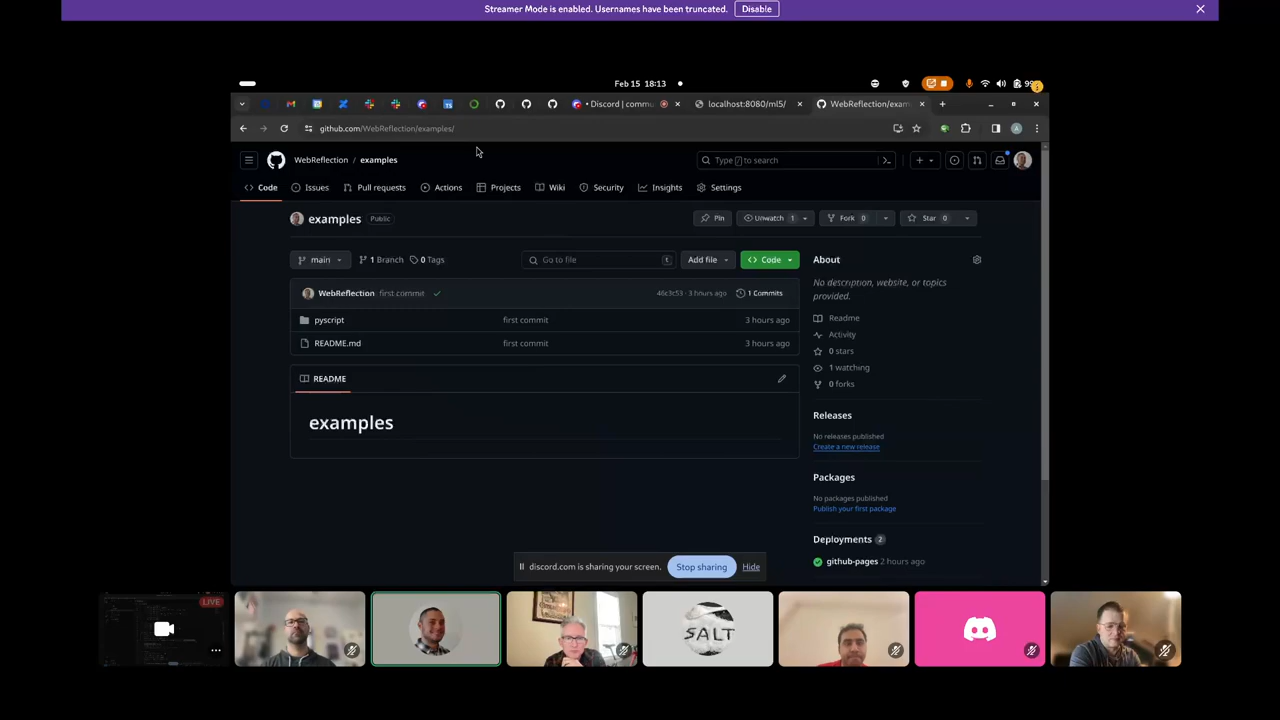 Streamer Mode is enabled. Usernames have been truncated. Disable
Feb 15 18:13
Discord | commu
localhost:8080/ml5/
WebReflection/exam
github.com/WebReflection/examples/
WebReflection / examples
Type / to search
Code Issues Pull requests Actions Projects Wiki Security Insights Settings
examples Public
Pin Unwatch 1 Fork 0 Star 0
main 1 Branch 0 Tags Go to file t Add file Code
WebReflection first commit 46c3c53 · 3 hours ago 1 Commits
pyscript first commit 3 hours ago
README.md first commit 3 hours ago
README
examples
About
No description, website, or topics
provided.
Readme
Activity
0 stars
1 watching
0 forks
Releases
No releases published
Create a new release
Packages
No packages published
Publish your first package
Deployments 2
github-pages 2 hours ago
discord.com is sharing your screen. Stop sharing Hide
LIVE
SALT